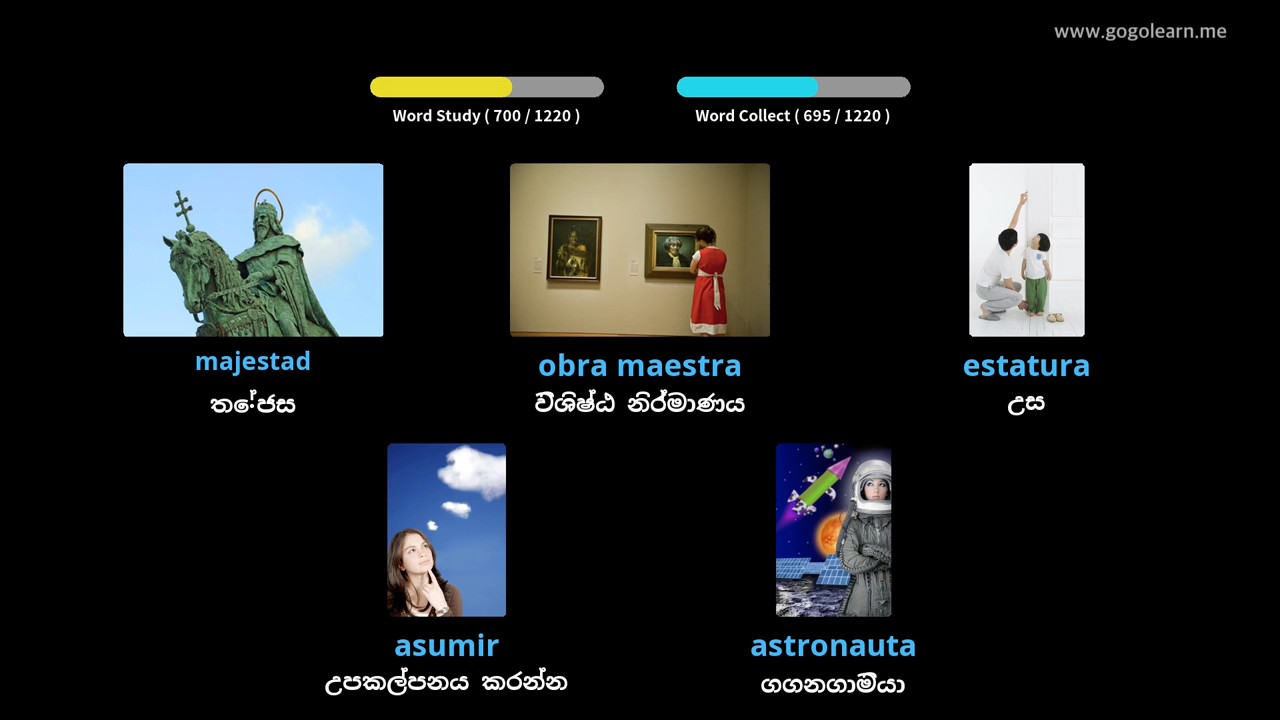 www.gogolearn.me
Word Study ( 700 / 1220 )
Word Collect ( 695 / 1220 )
majestad
තේජස
obra maestra
විශිෂ්ඨ නිර්මාණය
estatura
උස
asumir
උපකල්පනය කරන්න
astronauta
ගගනගාමියා